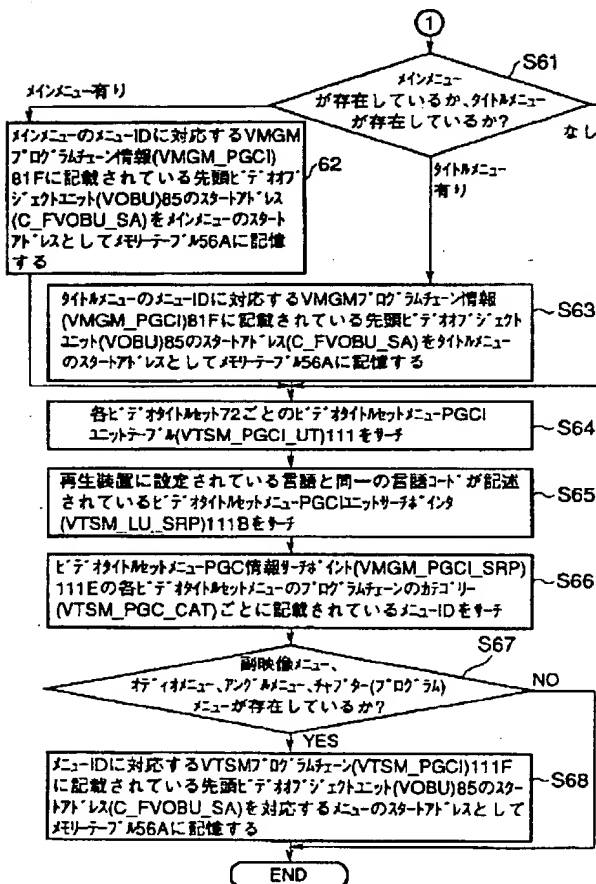 1
S61
メインメニュー
が存在しているか、タイトルメニュー
が存在しているか?
メインメニュー有り
なし
タイトルメニュー
有り
メインメニューのメニューIDに対応するVMGM
プログラムチェーン情報(VMGM_PGCI)
81Fに記載されている先頭ビデオオブ
ジェクトユニット(VOBU)85のスタートアドレス
(C_FVOBU_SA)をメインメニューのスタート
アドレスとしてメモリーテーブル56Aに記憶
する
62
タイトルメニューのメニューIDに対応するVMGMプログラムチェーン情報
(VMGM_PGCI)81Fに記載されている先頭ビデオオブジェクト
ユニット(VOBU)85のスタートアドレス(C_FVOBU_SA)をタイトルメニュー
のスタートアドレスとしてメモリーテーブル56Aに記憶する
S63
各ビデオタイトルセット72ごとのビデオタイトルセットメニューPGCI
ユニットテーブル(VTSM_PGCI_UT)111をサーチ
S64
再生装置に設定されている言語と同一の言語コードが記述
されているビデオタイトルセットメニューPGCIユニットサーチポインタ
(VTSM_LU_SRP)111Bをサーチ
S65
ビデオタイトルセットメニューPGC情報サーチポイント(VMGM_PGCI_SRP)
111Eの各ビデオタイトルセットメニューのプログラムチェーンのカテゴリー
(VTSM_PGC_CAT)ごとに記載されているメニューIDをサーチ
S66
S67
副映像メニュー、
オディオメニュー、アングルメニュー、チャプター(プログラム)
メニューが存在しているか?
NO
YES
メニューIDに対応するVTSMプログラムチェーン(VTSM_PGCI)111F
に記載されている先頭ビデオオブジェクトユニット(VOBU)85のスター
トアドレス(C_FVOBU_SA)を対応するメニューのスタートアドレスとして
メモリーテーブル56Aに記憶する
S68
END